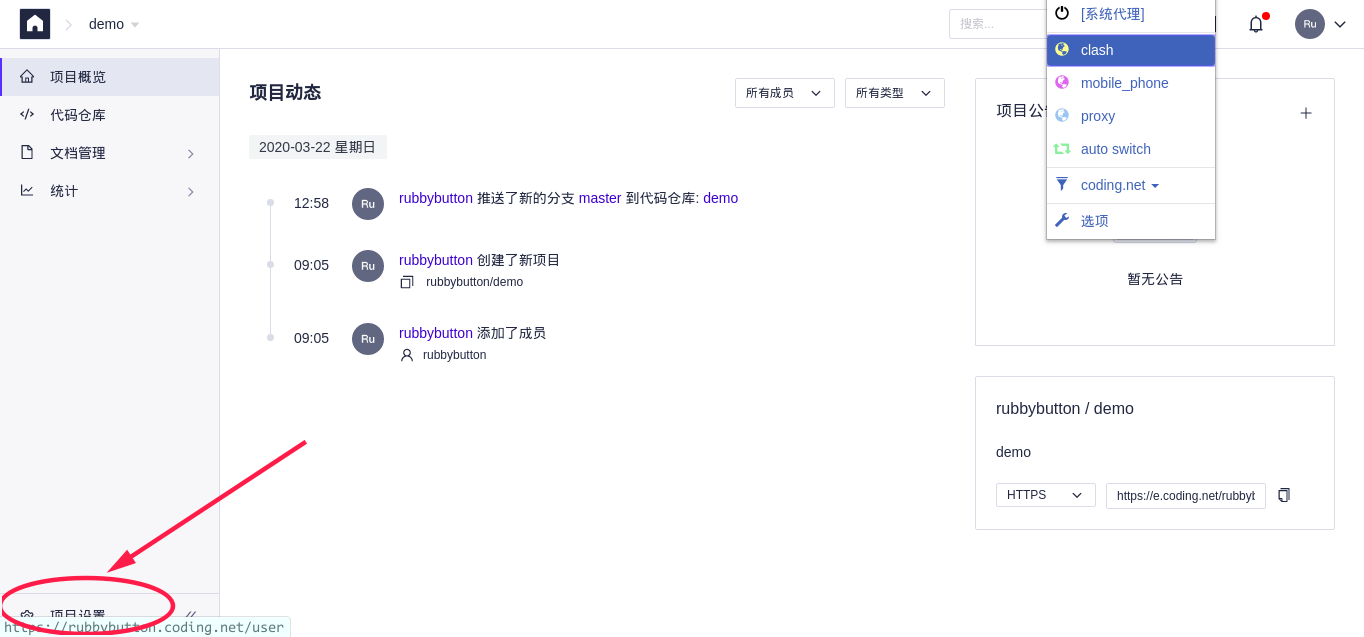 demo
搜索...
[系统代理]
Ru
项目概览
代码仓库
文档管理
统计
项目设置
https://rubbybutton.coding.net/user
项目动态
所有成员
所有类型
2020-03-22 星期日
12:58
Ru
rubbybutton 推送了新的分支 master 到代码仓库: demo
09:05
Ru
rubbybutton 创建了新项目
rubbybutton/demo
09:05
Ru
rubbybutton 添加了成员
rubbybutton
clash
mobile_phone
proxy
auto switch
coding.net
选项
项目公
暂无公告
rubbybutton / demo
demo
HTTPS
https://e.coding.net/rubbyb